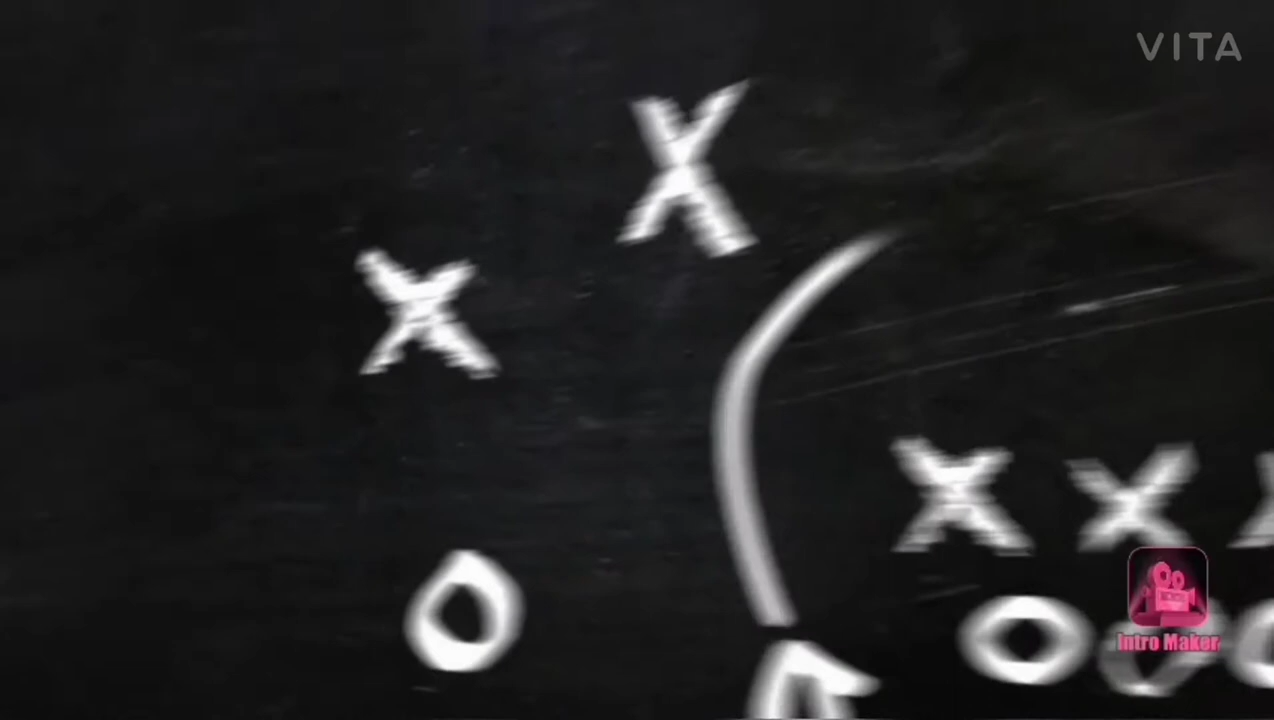 VITA
X
X
X X
O O
Intro Maker